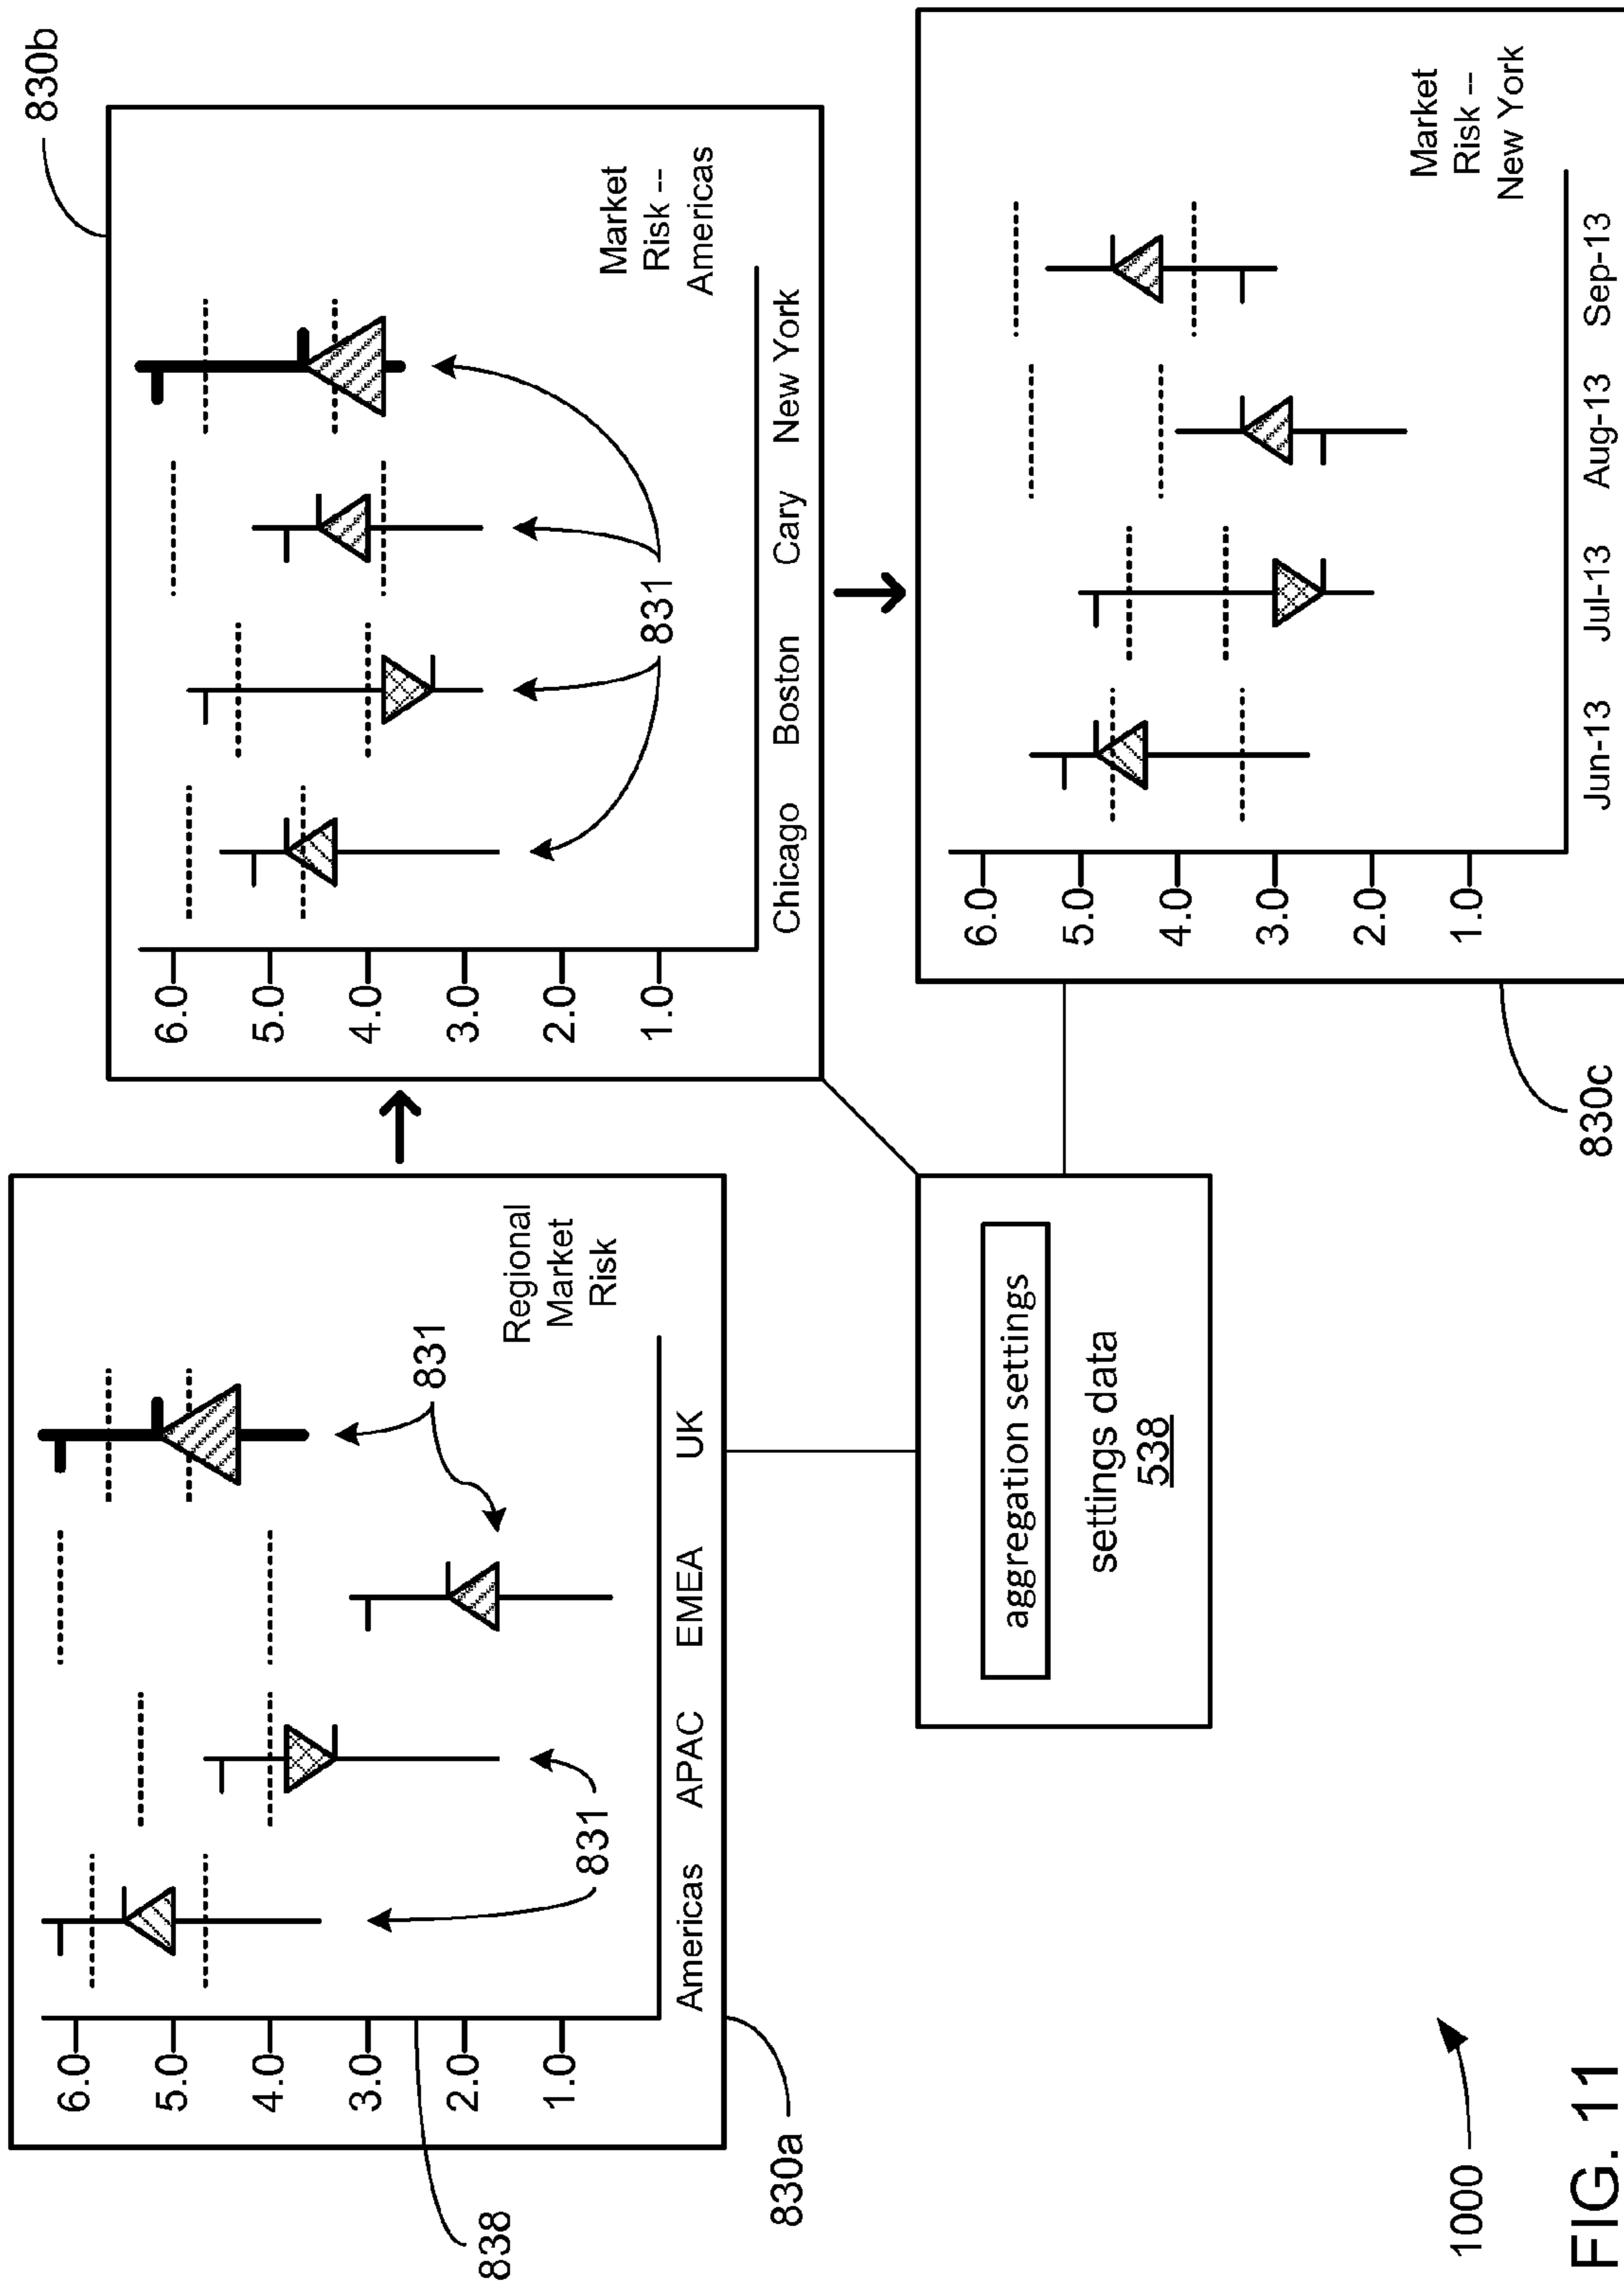 830b
6.0
5.0
4.0
3.0
2.0
1.0
Americas APAC EMEA UK
Regional
Market
Risk
831
831
838
830a
6.0
5.0
4.0
3.0
2.0
1.0
Chicago Boston Cary New York
Market
Risk --
Americas
831
aggregation settings
settings data
538
6.0
5.0
4.0
3.0
2.0
1.0
Jun-13 Jul-13 Aug-13 Sep-13
Market
Risk --
New York
830c
1000
FIG. 11